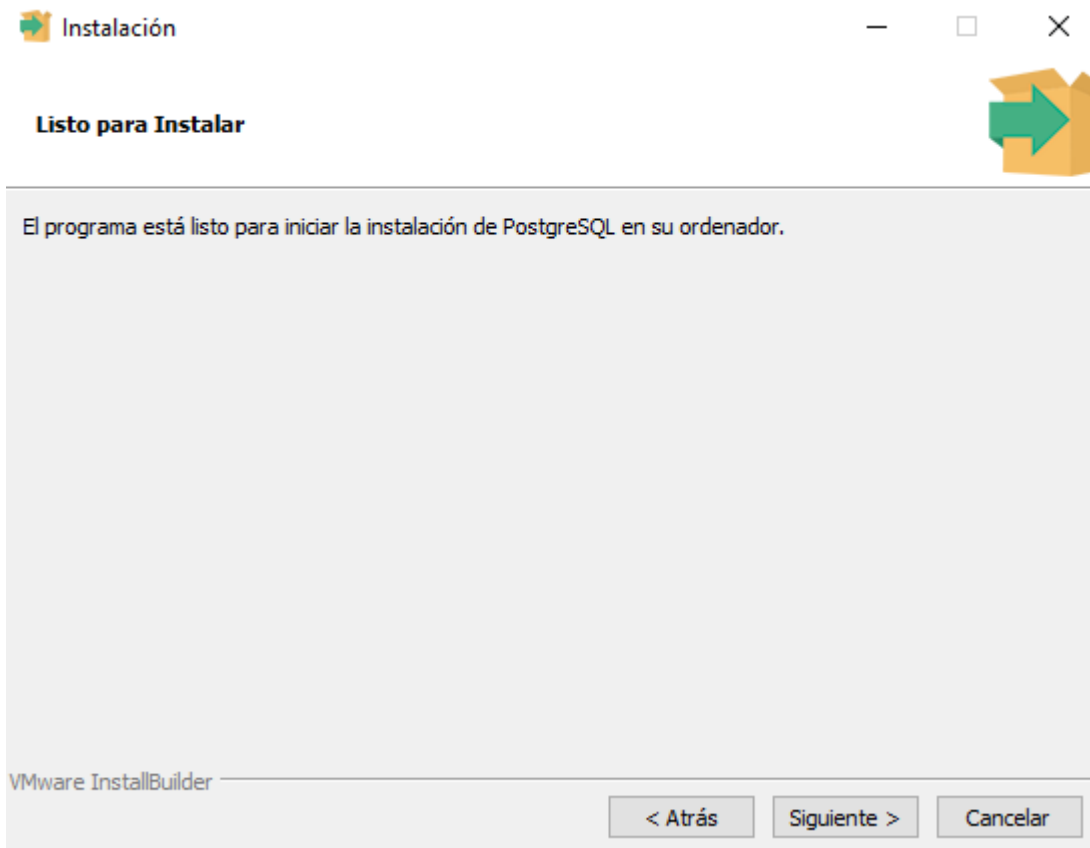 Instalación
Listo para Instalar
El programa está listo para iniciar la instalación de PostgreSQL en su ordenador.
VMware InstallBuilder
< Atrás
Siguiente >
Cancelar